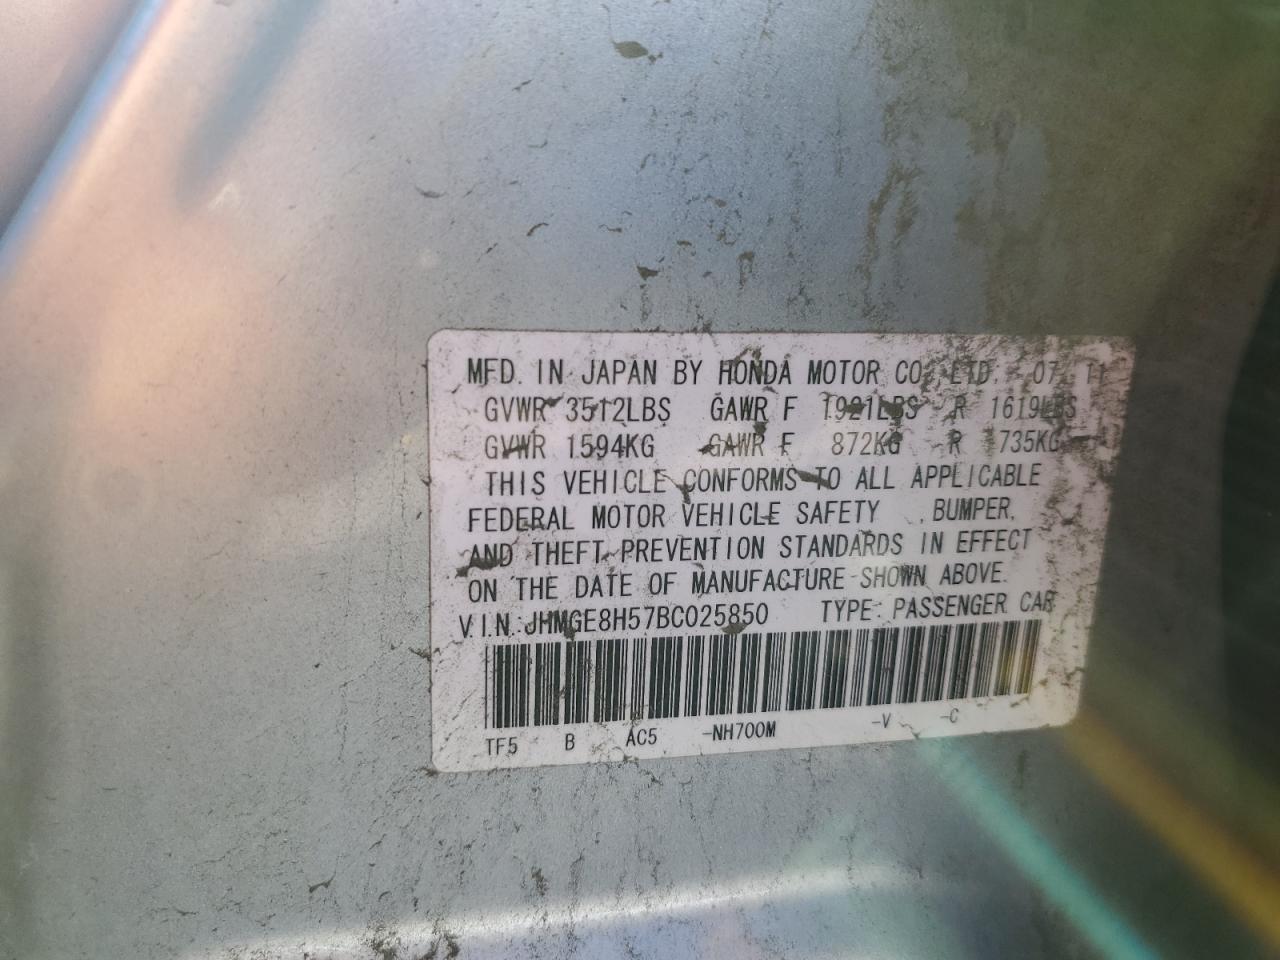 MFD. IN JAPAN BY HONDA MOTOR CO., LTD. 07 11
GVWR 3512LBS GAWR F 1921LBS R 1619LBS
GVWR 1594KG GAWR F 872KG R 735KG
THIS VEHICLE CONFORMS TO ALL APPLICABLE
FEDERAL MOTOR VEHICLE SAFETY , BUMPER,
AND THEFT PREVENTION STANDARDS IN EFFECT
ON THE DATE OF MANUFACTURE SHOWN ABOVE.
V.I.N.:JHMGE8H57BC025850 TYPE: PASSENGER CAR
TF5 B AC5 -NH700M -V -C